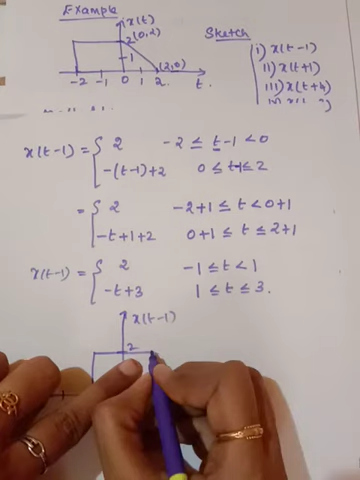 Example
x(t)
2 (0,2)
1
(2,0)
-2 -1 0 1 2 t.
Sketch
i) x(t-1)
ii) x(t+1)
iii) x(t+4)
x(t-1) = { 2 -2 ≤ t-1 < 0
-(t-1)+2 0 ≤ t-1 ≤ 2
= { 2 -2+1 ≤ t < 0+1
-t+1+2 0+1 ≤ t ≤ 2+1
x(t-1) = { 2 -1 ≤ t < 1
-t+3 1 ≤ t ≤ 3.
x(t-1)
2